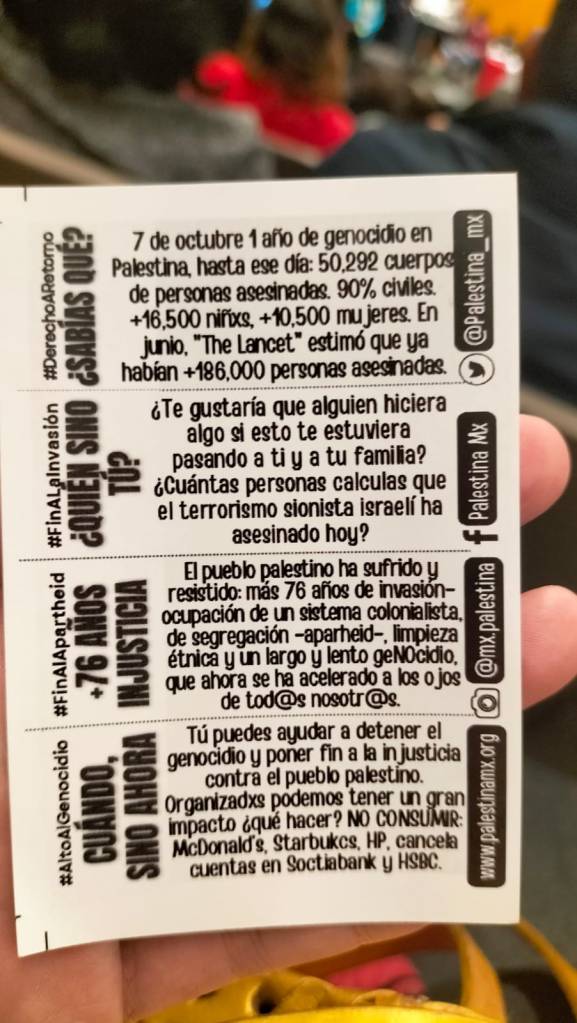 #DerechoARetorno
¿SABÍAS QUÉ?
7 de octubre 1 año de genocidio en
Palestina, hasta ese día: 50,292 cuerpos
de personas asesinadas. 90% civiles.
+16,500 niñxs, +10,500 mujeres. En
junio, "The Lancet" estimó que ya
habían +186,000 personas asesinadas.
@Palestina_mx
#FinALaInvasión
¿QUIÉN SINO
TÚ?
¿Te gustaría que alguien hiciera
algo si esto te estuviera
pasando a ti y a tu familia?
¿Cuántas personas calculas que
el terrorismo sionista israelí ha
asesinado hoy?
Palestina Mx
#FinAlApartheid
+76 AÑOS
INJUSTICIA
El pueblo palestino ha sufrido y
resistido: más 76 años de invasión-
ocupación de un sistema colonialista,
de segregación -aparheid-, limpieza
étnica y un largo y lento geNOcidio,
que ahora se ha acelerado a los ojos
de tod@s nosotr@s.
@mx.palestina
#AltoAlGenocidio
CUÁNDO,
SINO AHORA
Tú puedes ayudar a detener el
genocidio y poner fin a la injusticia
contra el pueblo palestino.
Organizadxs podemos tener un gran
impacto ¿qué hacer? NO CONSUMIR:
McDonald's, Starbukcs, HP, cancela
cuentas en Soctiabank y HSBC.
www.palestinamx.org